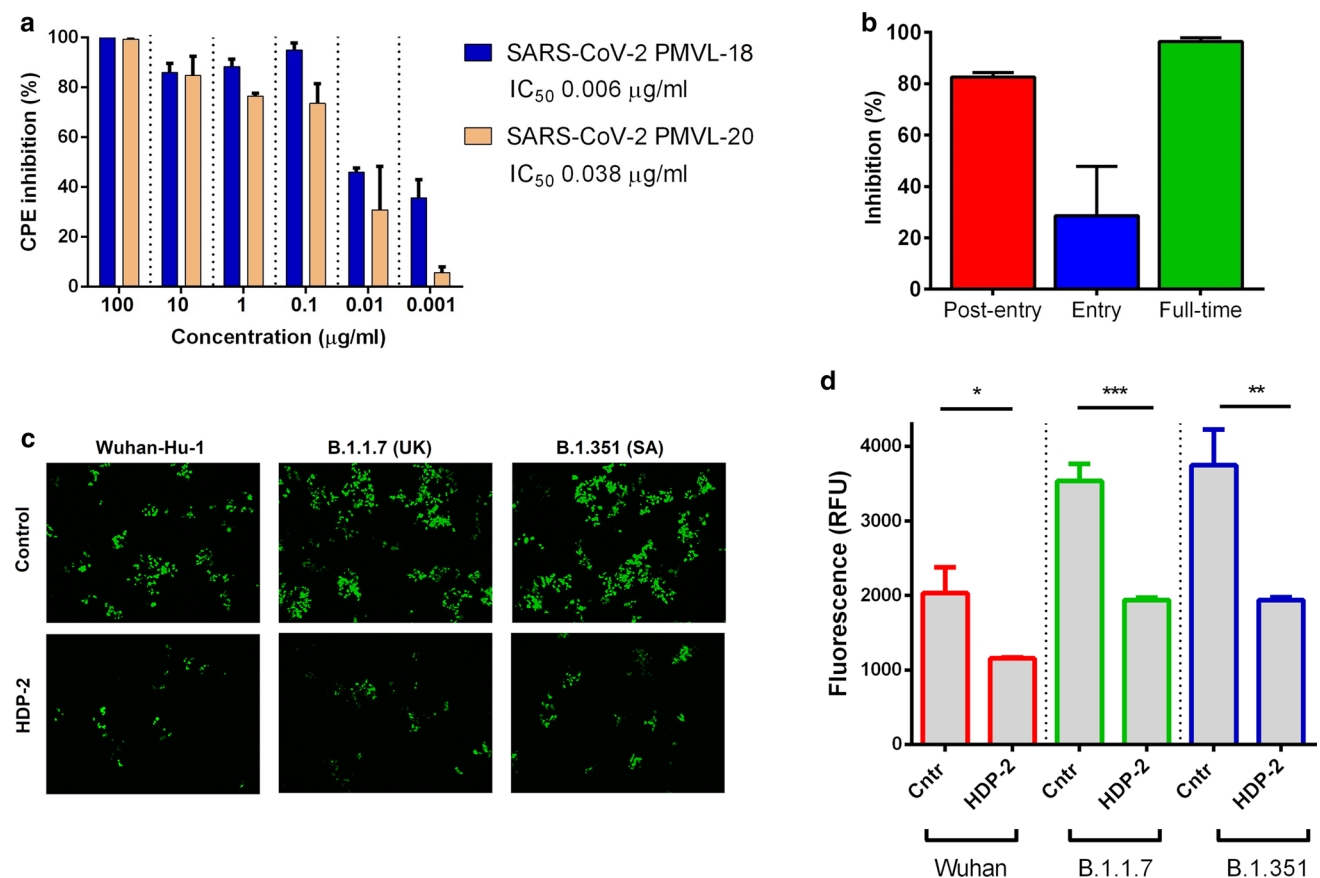 a
CPE inhibition (%)
100
80
60
40
20
0
100 10 1 0.1 0.01 0.001
Concentration (μg/ml)
SARS-CoV-2 PMVL-18
IC50 0.006 μg/ml
SARS-CoV-2 PMVL-20
IC50 0.038 μg/ml
b
Inhibition (%)
100
80
60
40
20
0
Post-entry Entry Full-time
c
Wuhan-Hu-1 B.1.1.7 (UK) B.1.351 (SA)
Control
HDP-2
d
* *** **
Fluorescence (RFU)
4000
3000
2000
1000
0
Cntr HDP-2 Cntr HDP-2 Cntr HDP-2
Wuhan B.1.1.7 B.1.351